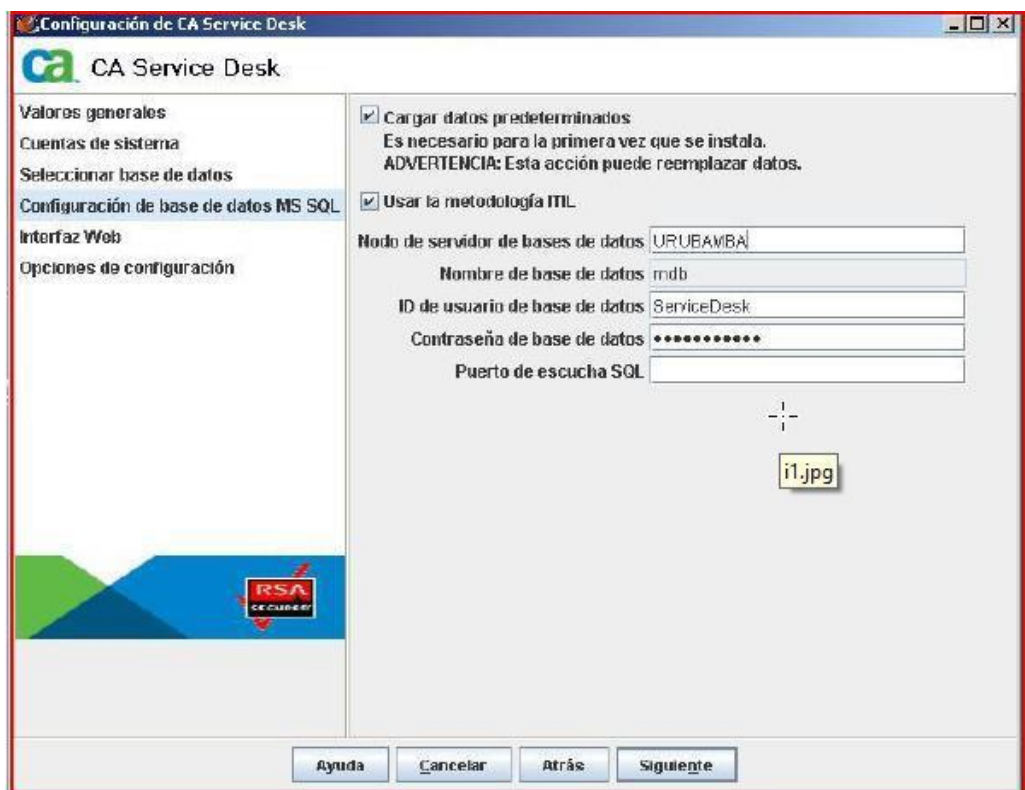 Configuración de CA Service Desk
ca CA Service Desk
Valores generales
Cuentas de sistema
Seleccionar base de datos
Configuración de base de datos MS SQL
Interfaz Web
Opciones de configuración
Cargar datos predeterminados
Es necesario para la primera vez que se instala.
ADVERTENCIA: Esta acción puede reemplazar datos.
Usar la metodología ITIL
Nodo de servidor de bases de datos URUBAMBA
Nombre de base de datos mdb
ID de usuario de base de datos ServiceDesk
Contraseña de base de datos •••••••••••
Puerto de escucha SQL
i1.jpg
RSA
SECURED
Ayuda Cancelar Atrás Siguiente